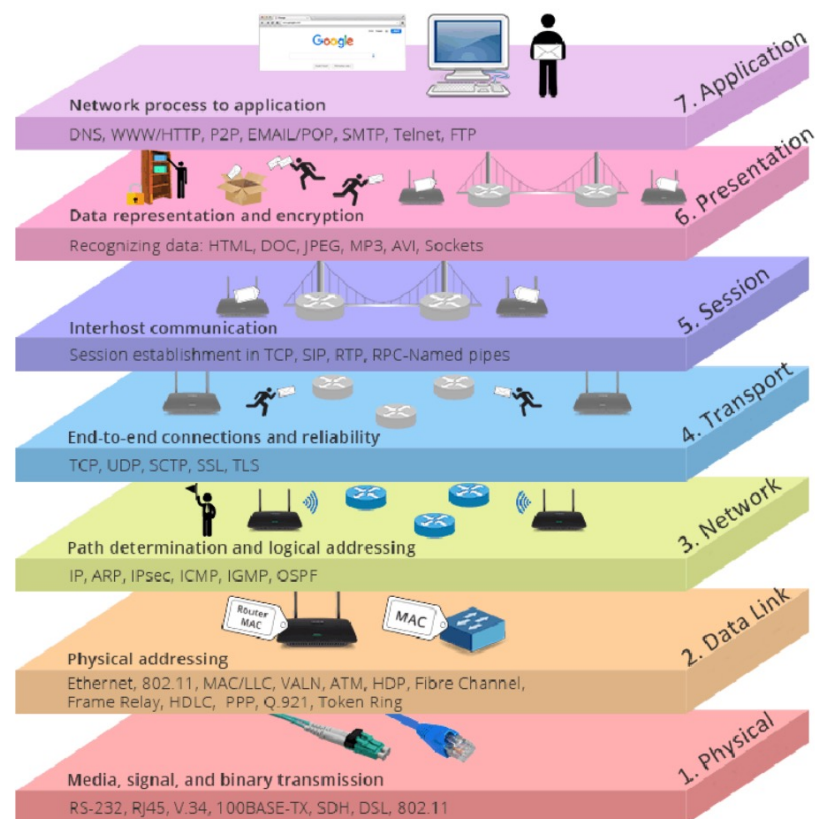 Google
7. Application
Network process to application
DNS, WWW/HTTP, P2P, EMAIL/POP, SMTP, Telnet, FTP
6. Presentation
Data representation and encryption
Recognizing data: HTML, DOC, JPEG, MP3, AVI, Sockets
5. Session
Interhost communication
Session establishment in TCP, SIP, RTP, RPC-Named pipes
4. Transport
End-to-end connections and reliability
TCP, UDP, SCTP, SSL, TLS
3. Network
Path determination and logical addressing
IP, ARP, IPsec, ICMP, IGMP, OSPF
Router
MAC
MAC
2. Data Link
Physical addressing
Ethernet, 802.11, MAC/LLC, VALN, ATM, HDP, Fibre Channel,
Frame Relay, HDLC, PPP, Q.921, Token Ring
1. Physical
Media, signal, and binary transmission
RS-232, RJ45, V.34, 100BASE-TX, SDH, DSL, 802.11